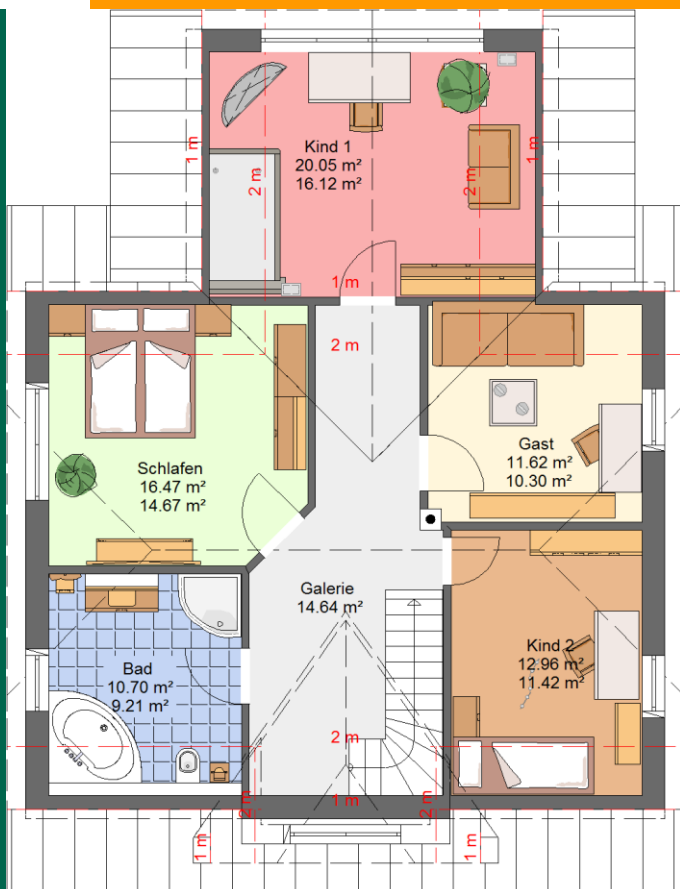 Kind 1
20.05 m²
16.12 m²
1 m
1 m
2 m
2 m
1 m
2 m
Schlafen
16.47 m²
14.67 m²
Gast
11.62 m²
10.30 m²
Galerie
14.64 m²
Bad
10.70 m²
9.21 m²
Kind 2
12.96 m²
11.42 m²
2 m
1 m
2 m
2 m
1 m
1 m